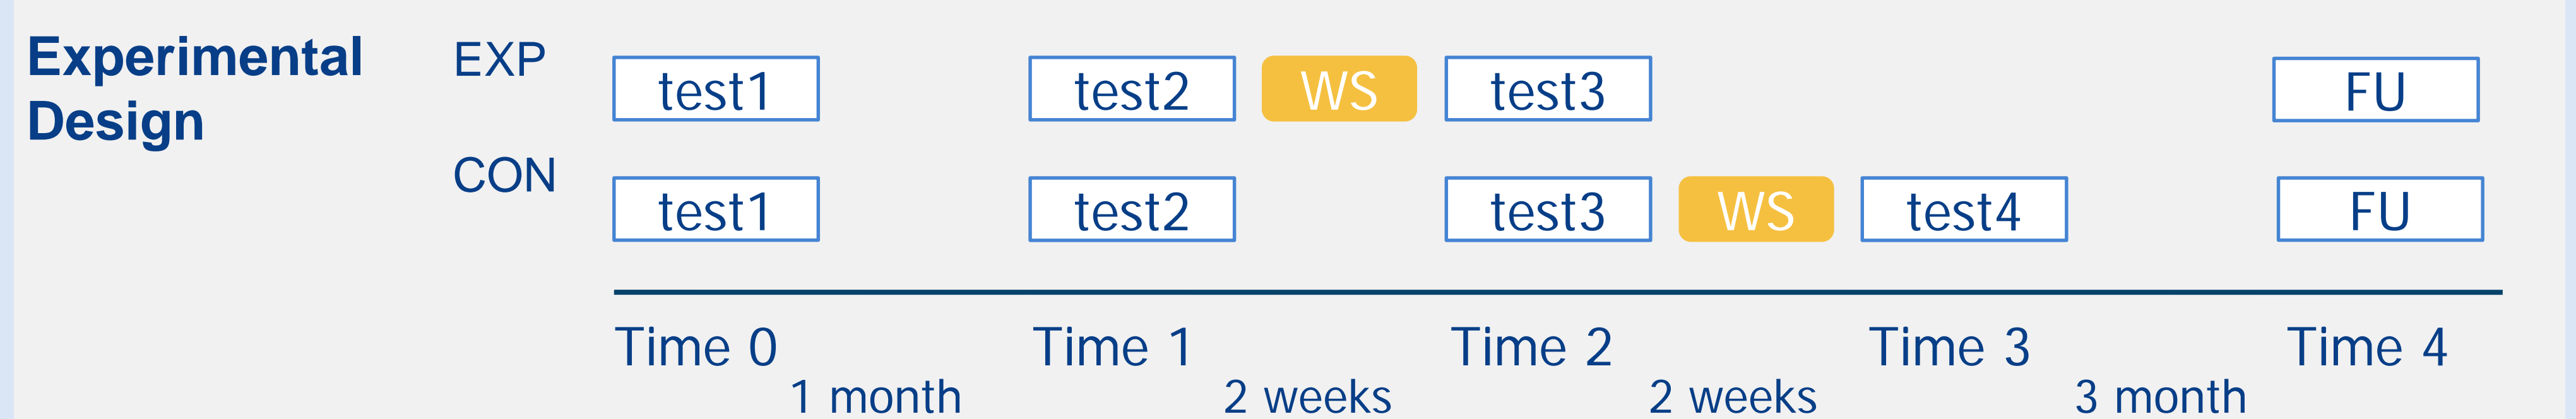 Experimental
Design
EXP
test1 test2 WS test3 FU
CON
test1 test2 test3 WS test4 FU
Time 0 Time 1 Time 2 Time 3 Time 4
1 month 2 weeks 2 weeks 3 month